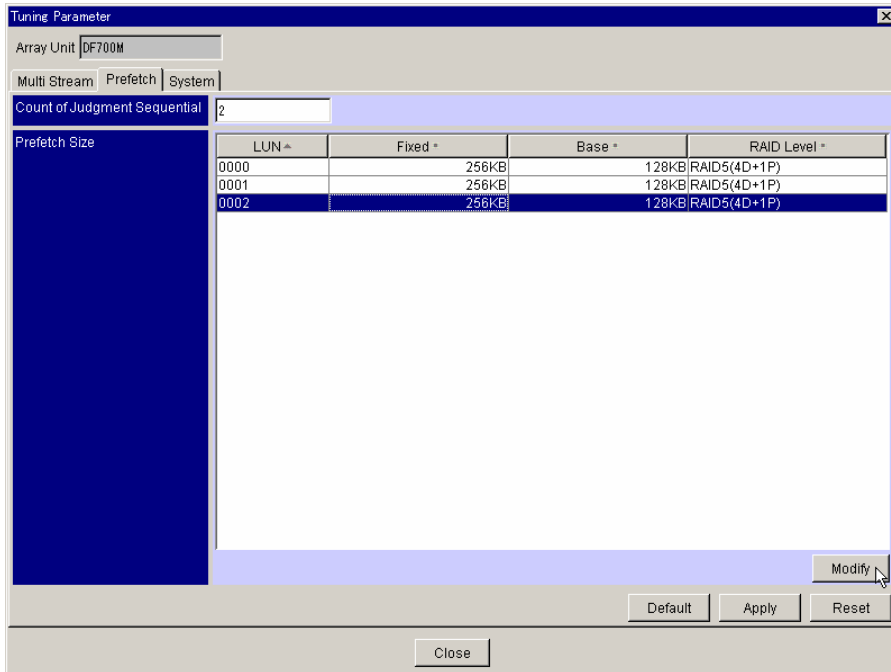 Tuning Parameter
Array Unit DF700M
Multi Stream Prefetch System
Count of Judgment Sequential 2
Prefetch Size
LUN Fixed Base RAID Level
0000 256KB 128KB RAID5(4D+1P)
0001 256KB 128KB RAID5(4D+1P)
0002 256KB 128KB RAID5(4D+1P)
Modify
Default Apply Reset
Close